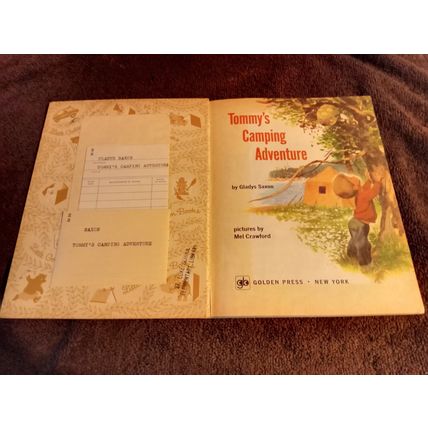 GLADYS SAXON
TOMMY'S CAMPING ADVENTURE
SAXON
TOMMY'S CAMPING ADVENTURE
Tommy's
Camping
Adventure
by Gladys Saxon
pictures by
Mel Crawford
GOLDEN PRESS • NEW YORK